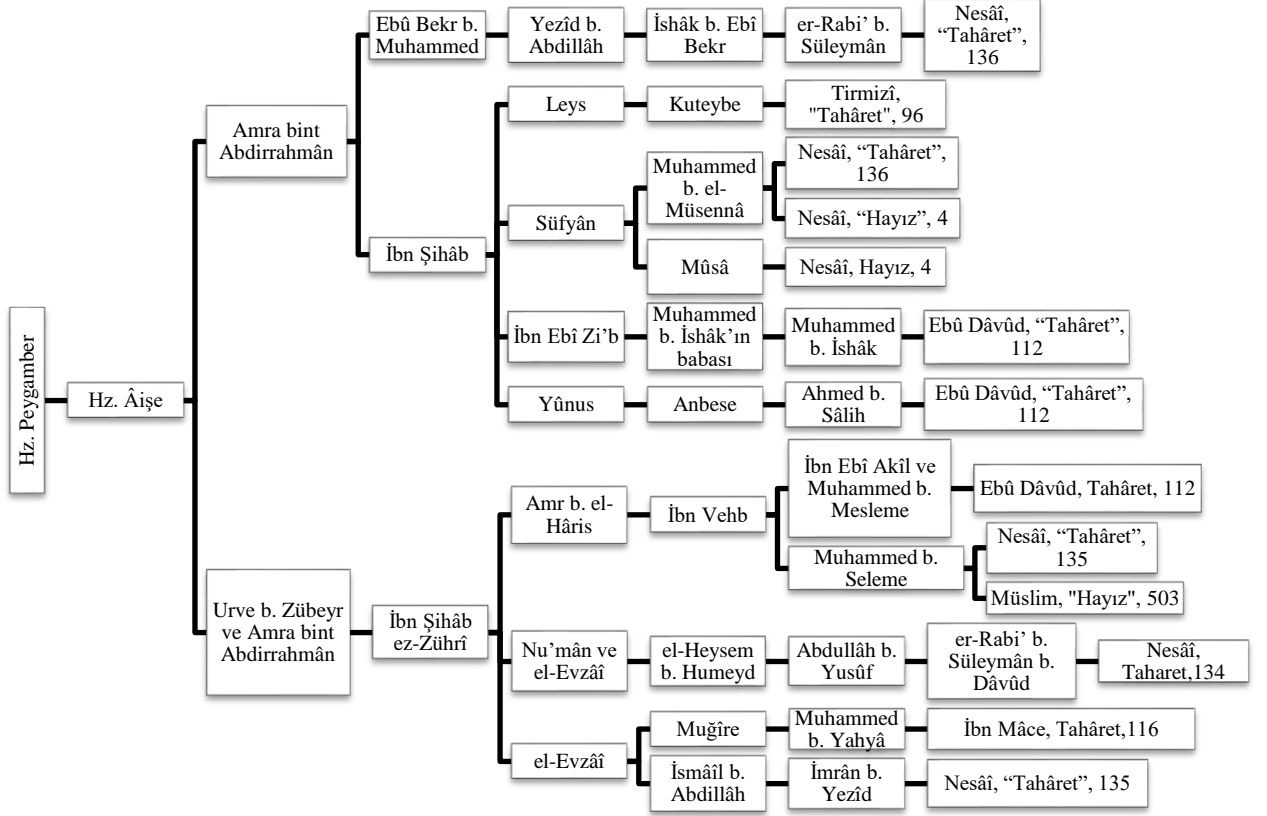 Hz. Peygamber
Hz. Âişe
Amra bint
Abdirrahmân
Ebû Bekr b.
Muhammed
Yezîd b.
Abdillâh
İshâk b. Ebî
Bekr
er-Rabi’ b.
Süleymân
Nesâî,
“Tahâret”,
136
İbn Şihâb
Leys
Kuteybe
Tirmizî,
"Tahâret", 96
Süfyân
Muhammed
b. el-
Müsennâ
Nesâî, “Tahâret”,
136
Nesâî, “Hayız”, 4
Mûsâ
Nesâî, Hayız, 4
İbn Ebî Zi’b
Muhammed
b. İshâk’ın
babası
Muhammed
b. İshâk
Ebû Dâvûd, “Tahâret”,
112
Yûnus
Anbese
Ahmed b.
Sâlih
Ebû Dâvûd, “Tahâret”,
112
Urve b. Zübeyr
ve Amra bint
Abdirrahmân
İbn Şihâb
ez-Zührî
Amr b. el-
Hâris
İbn Vehb
İbn Ebî Akîl ve
Muhammed b.
Mesleme
Ebû Dâvûd, Tahâret, 112
Muhammed b.
Seleme
Nesâî, “Tahâret”,
135
Müslim, "Hayız", 503
Nu’mân ve
el-Evzâî
el-Heysem
b. Humeyd
Abdullâh b.
Yusûf
er-Rabi’ b.
Süleymân b.
Dâvûd
Nesâî,
Taharet,134
el-Evzâî
Muğîre
Muhammed
b. Yahyâ
İbn Mâce, Tahâret,116
İsmâîl b.
Abdillâh
İmrân b.
Yezîd
Nesâî, “Tahâret”, 135